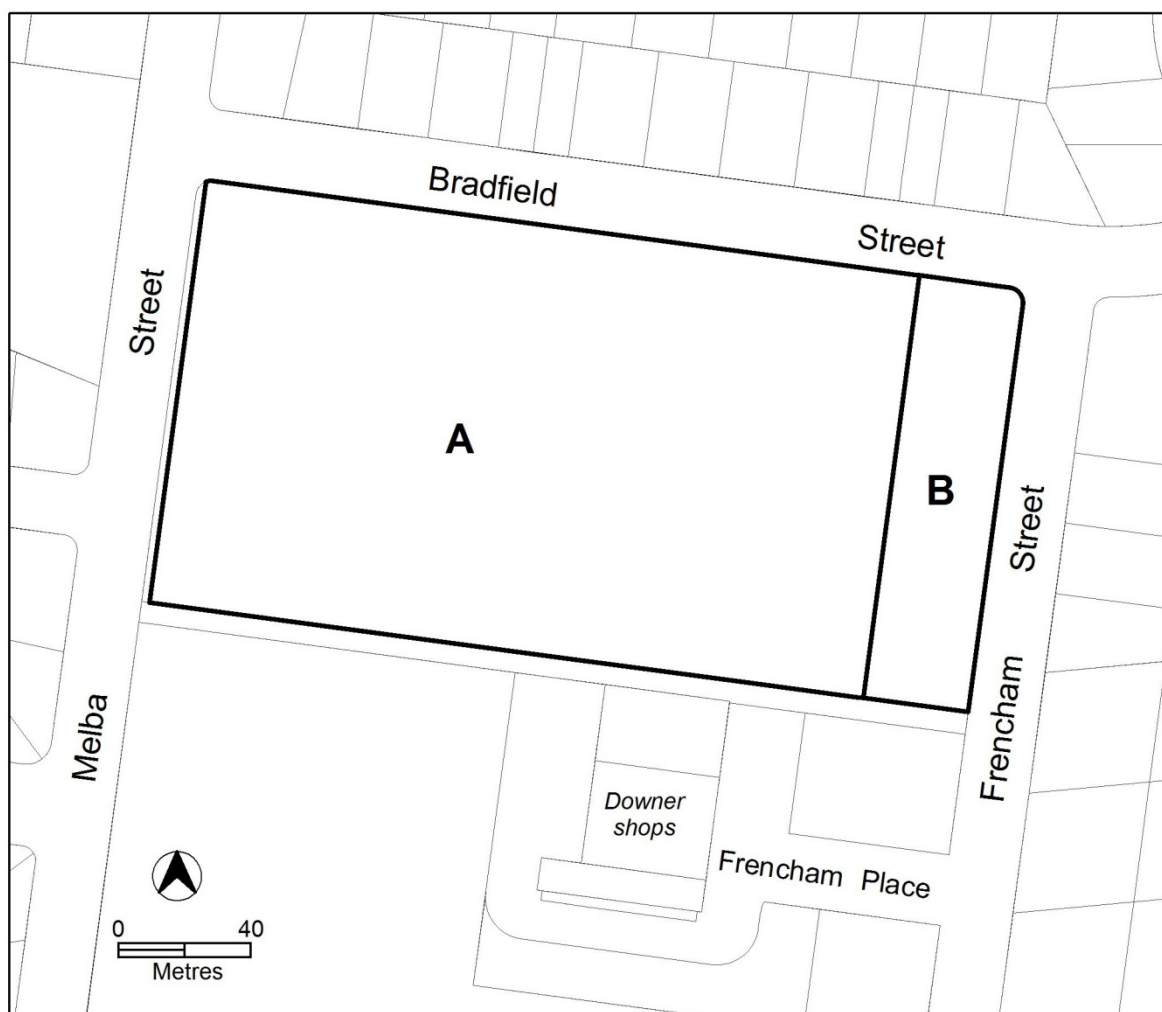 Bradfield
Street
Street
A
B
Street
Melba
Frencham
Downer
shops
Frencham Place
0 40
Metres